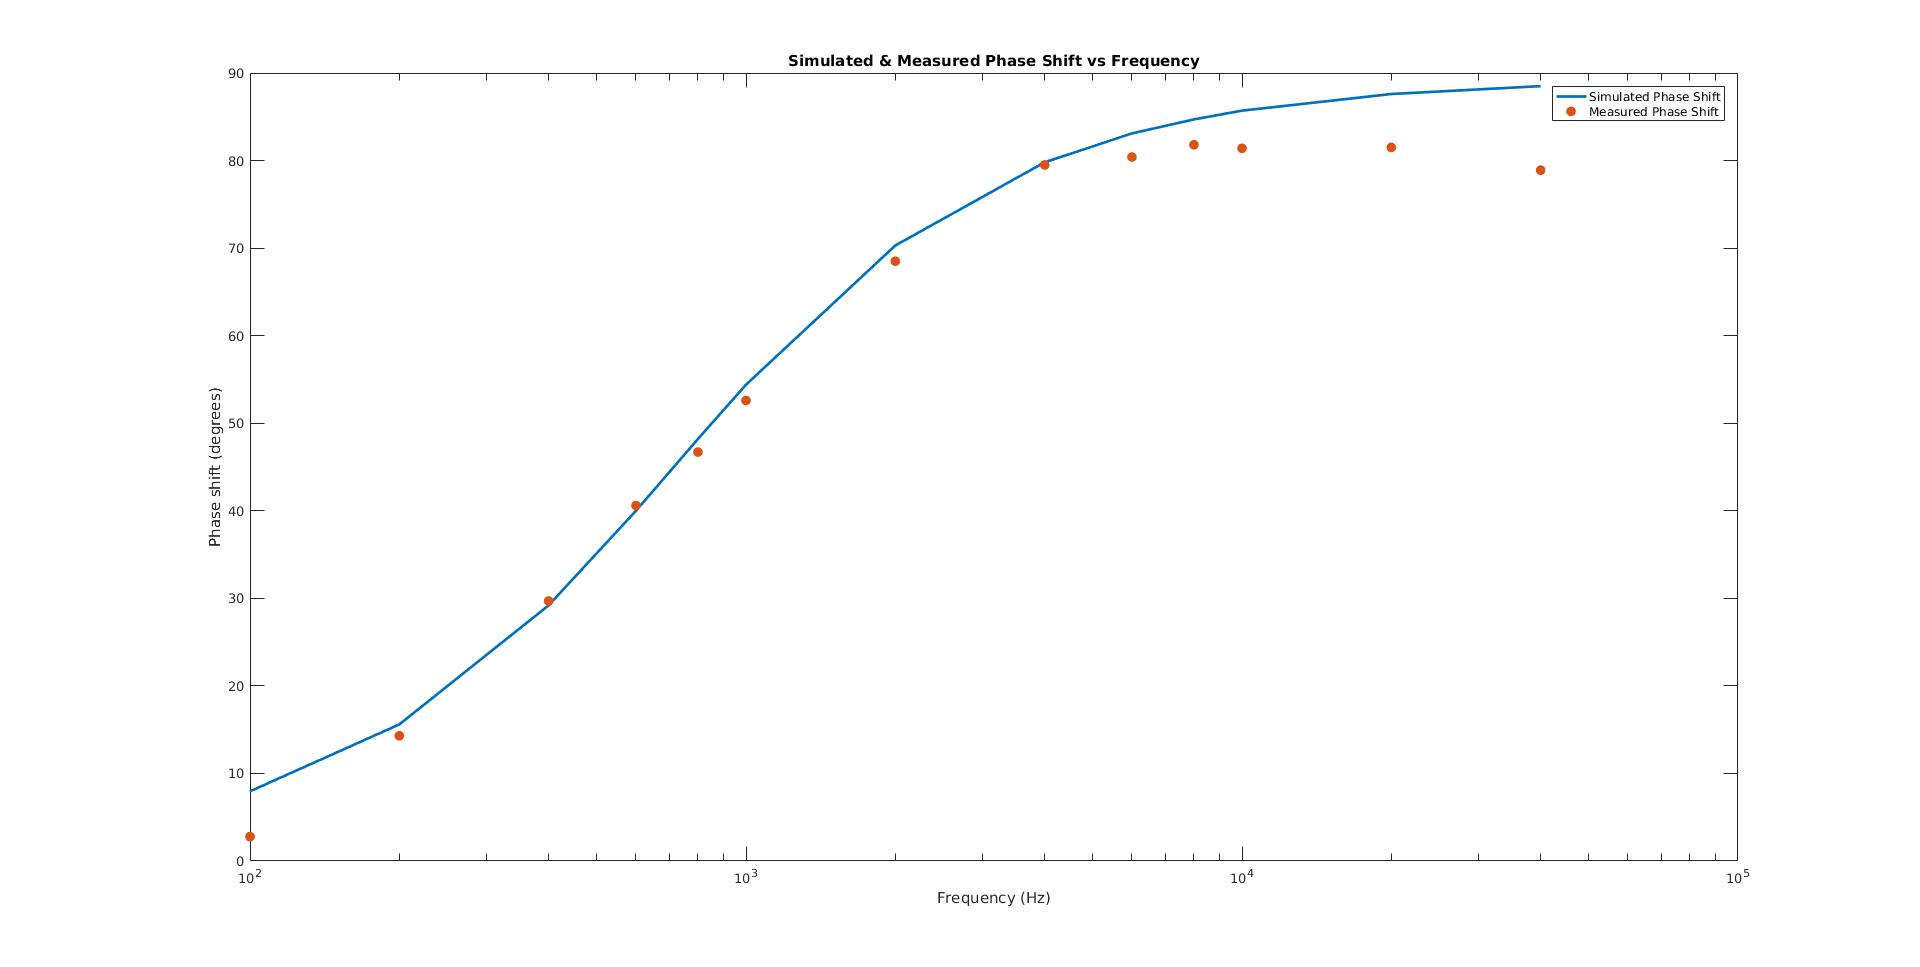 Simulated & Measured Phase Shift vs Frequency
90
80
70
60
50
40
30
20
10
0
Phase shift (degrees)
Simulated Phase Shift
Measured Phase Shift
10² 10³ 10⁴ 10⁵
Frequency (Hz)